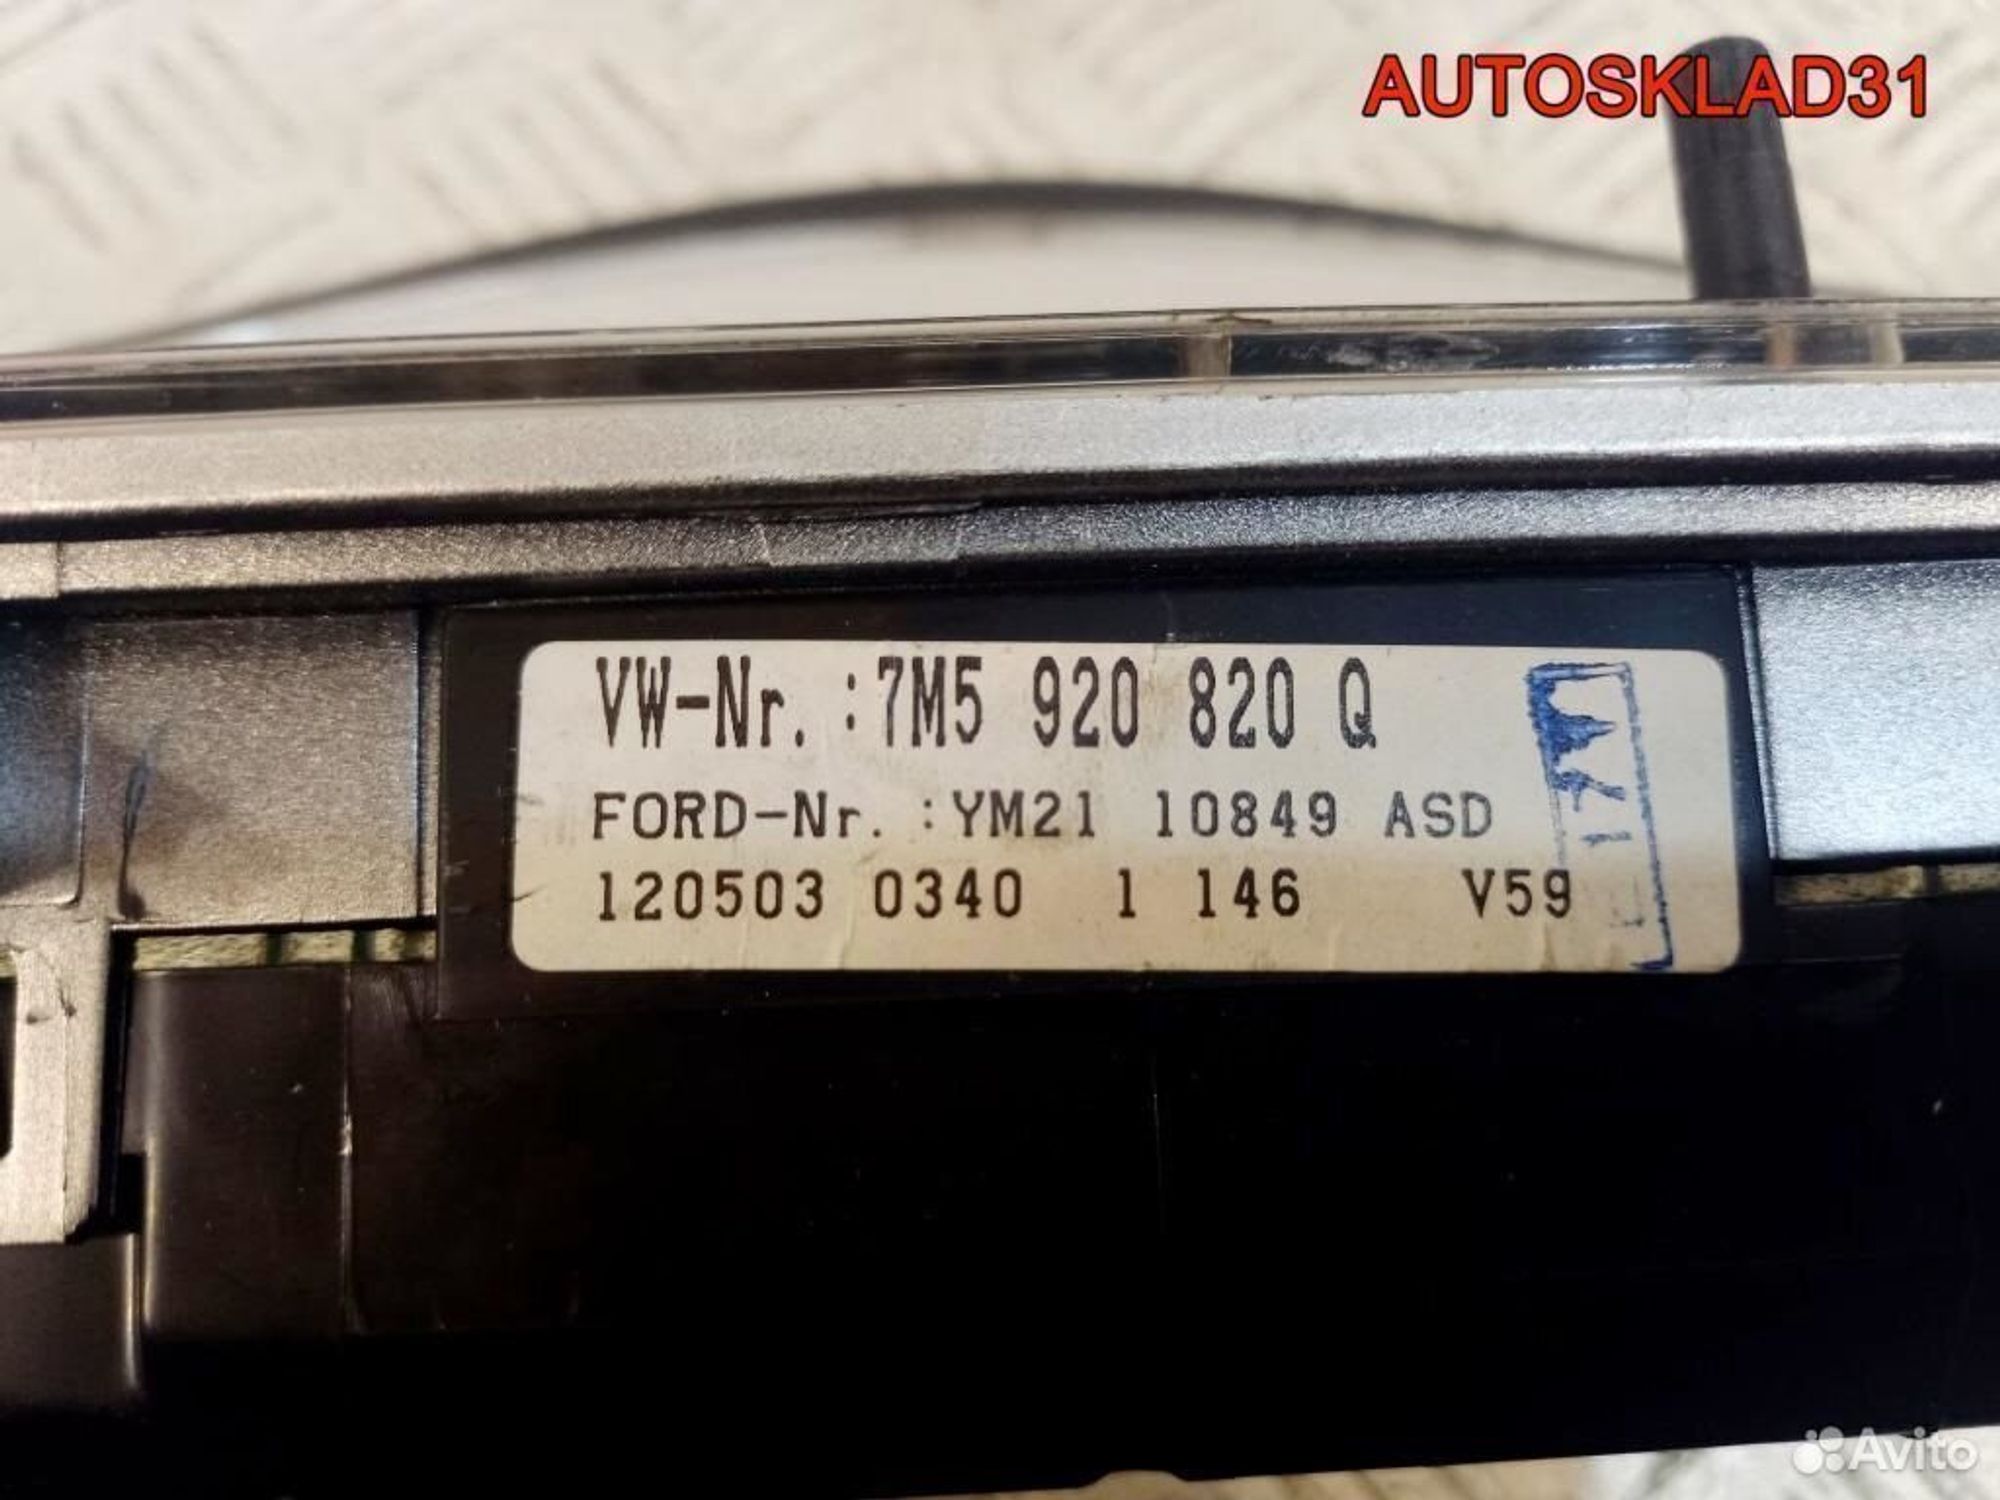 AUTOSKLAD31
VW-Nr. :7M5 920 820 Q
FORD-Nr. :YM21 10849 ASD
120503 0340 1 146 V59
Avito